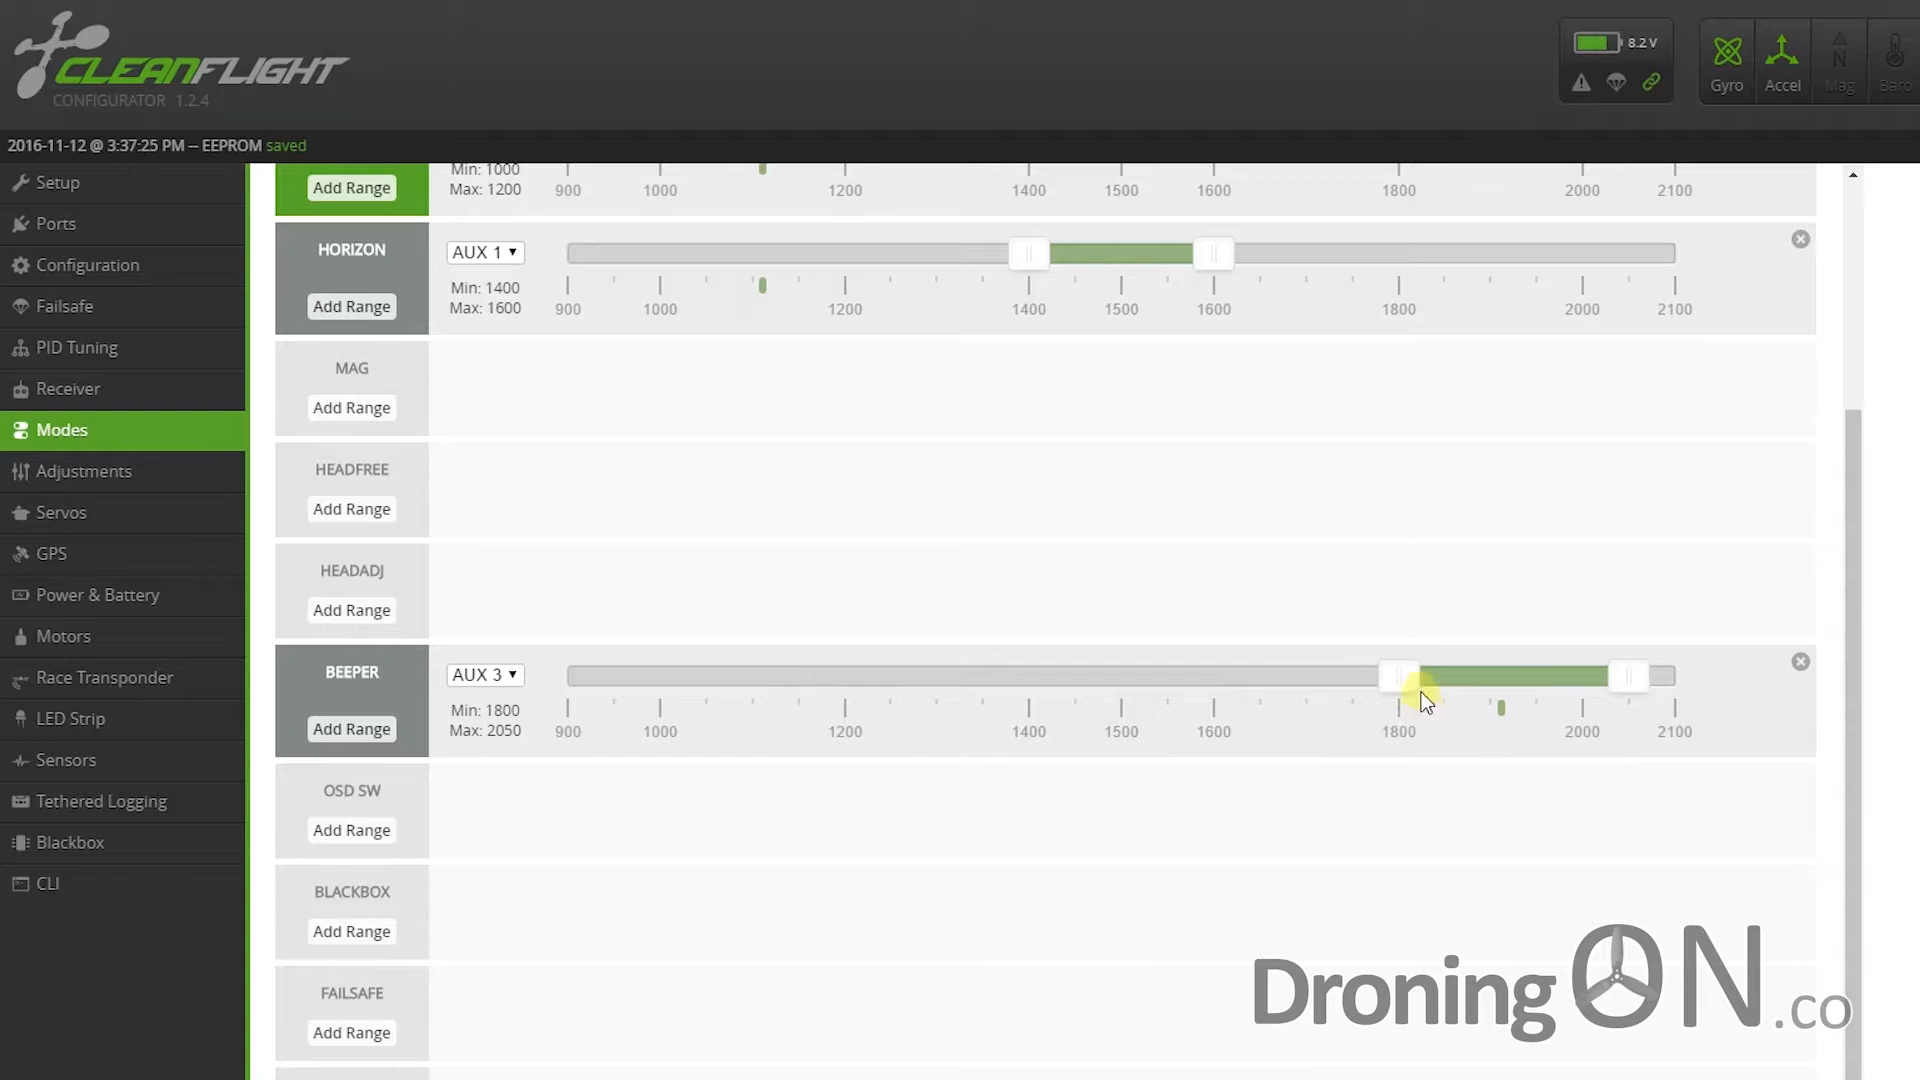 CLEANFLIGHT
CONFIGURATOR 1.2.4
8.2 V
Gyro Accel Mag Baro
2016-11-12 @ 3:37:25 PM -- EEPROM saved
Setup
Ports
Configuration
Failsafe
PID Tuning
Receiver
Modes
Adjustments
Servos
GPS
Power & Battery
Motors
Race Transponder
LED Strip
Sensors
Tethered Logging
Blackbox
CLI
Add Range
Min: 1000
Max: 1200
900 1000 1200 1400 1500 1600 1800 2000 2100
HORIZON
Add Range
AUX 1
Min: 1400
Max: 1600
900 1000 1200 1400 1500 1600 1800 2000 2100
MAG
Add Range
HEADFREE
Add Range
HEADADJ
Add Range
BEEPER
Add Range
AUX 3
Min: 1800
Max: 2050
900 1000 1200 1400 1500 1600 1800 2000 2100
OSD SW
Add Range
BLACKBOX
Add Range
FAILSAFE
Add Range
DroningON.co